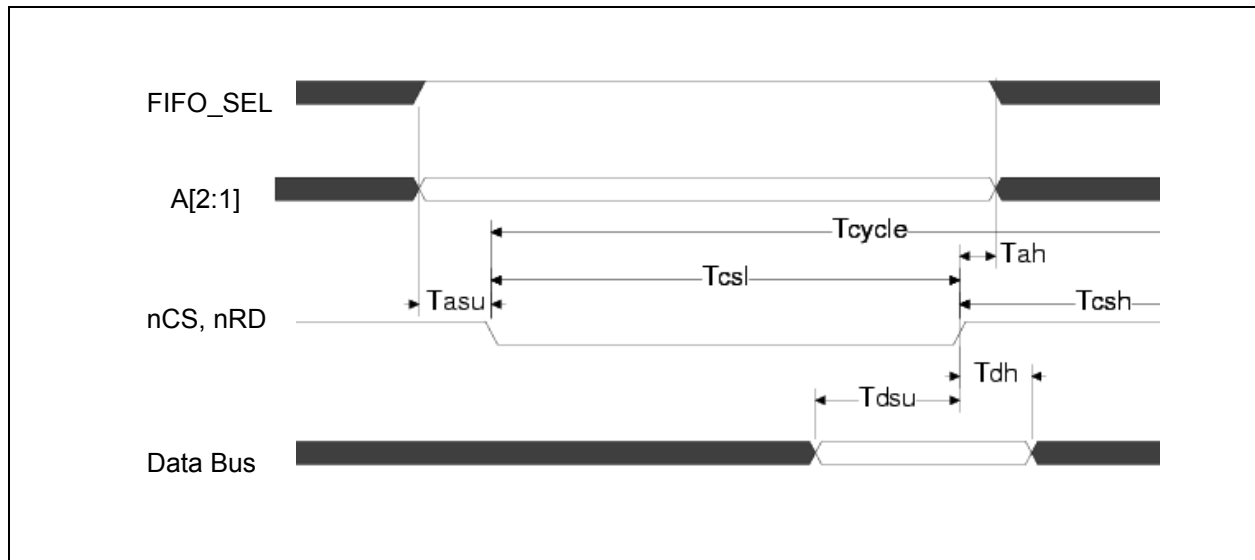 FIFO_SEL
A[2:1]
Tcycle
Tah
Tcsl
Tasu
Tcsh
nCS, nRD
Tdh
Tdsu
Data Bus